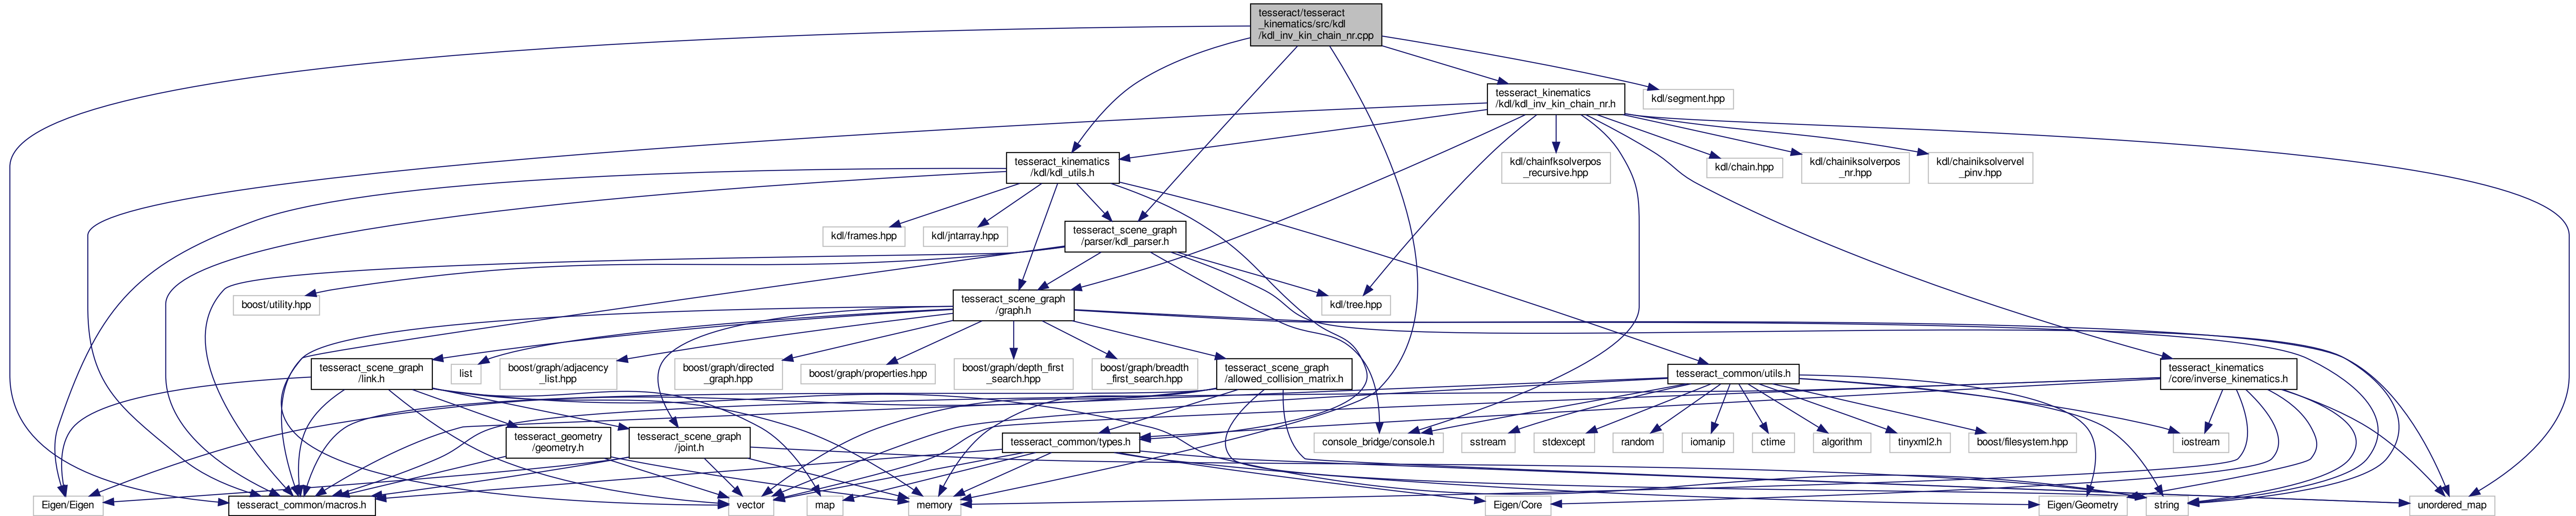 tesseract/tesseract
_kinematics/src/kdl
/kdl_inv_kin_chain_nr.cpp
tesseract_kinematics
/kdl/kdl_inv_kin_chain_nr.h
kdl/segment.hpp
tesseract_kinematics
/kdl/kdl_utils.h
kdl/chainfksolverpos
_recursive.hpp
kdl/chain.hpp
kdl/chainiksolverpos
_nr.hpp
kdl/chainiksolvervel
_pinv.hpp
kdl/frames.hpp
kdl/jntarray.hpp
tesseract_scene_graph
/parser/kdl_parser.h
boost/utility.hpp
tesseract_scene_graph
/graph.h
kdl/tree.hpp
tesseract_scene_graph
/link.h
list
boost/graph/adjacency
_list.hpp
boost/graph/directed
_graph.hpp
boost/graph/properties.hpp
boost/graph/depth_first
_search.hpp
boost/graph/breadth
_first_search.hpp
tesseract_scene_graph
/allowed_collision_matrix.h
tesseract_common/utils.h
tesseract_kinematics
/core/inverse_kinematics.h
tesseract_geometry
/geometry.h
tesseract_scene_graph
/joint.h
tesseract_common/types.h
console_bridge/console.h
sstream
stdexcept
random
iomanip
ctime
algorithm
tinyxml2.h
boost/filesystem.hpp
iostream
Eigen/Eigen
tesseract_common/macros.h
vector
map
memory
Eigen/Core
Eigen/Geometry
string
unordered_map